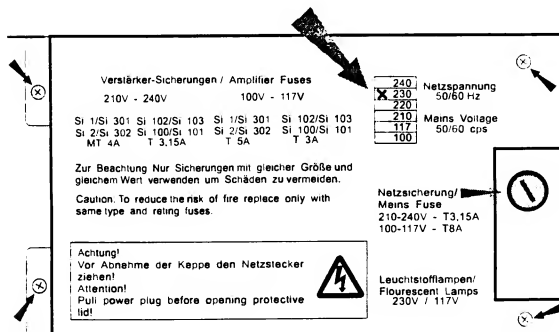 Verstärker-Sicherungen / Amplifier Fuses
210V - 240V 100V - 117V
Si 1/Si 301 Si 102/Si 103 Si 1/Si 301 Si 102/Si 103
Si 2/Si 302 Si 100/Si 101 Si 2/Si 302 Si 100/Si 101
MT 4A T 3.15A T 5A T 3A
Zur Beachtung Nur Sicherungen mit gleicher Größe und
gleichem Wert verwenden um Schäden zu vermeiden.
Caution: To reduce the risk of fire replace only with
same type and rating fuses.
Achtung!
Vor Abnahme der Kappe den Netzstecker
ziehen!
Attention!
Pull power plug before opening protective
lid!
240
X 230
220
210
117
100
Netzspannung
50/60 Hz
Mains Voltage
50/60 cps
Netzsicherung/
Mains Fuse
210-240V - T3,15A
100-117V - T8A
Leuchtstofflampen/
Flourescent Lamps
230V / 117V